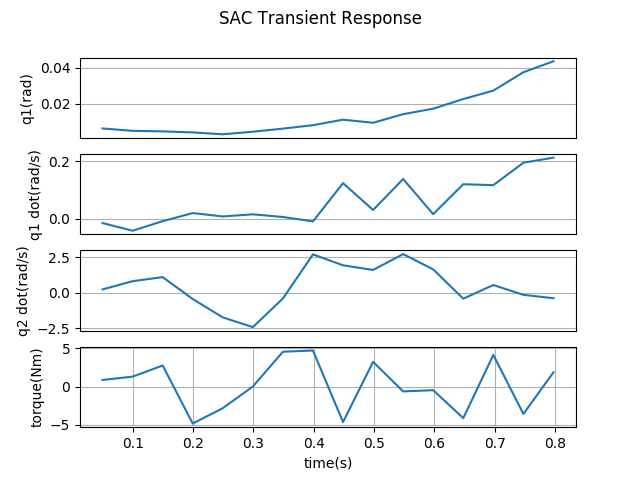 SAC Transient Response
0.04
0.02
q1(rad)
0.2
0.0
q1 dot(rad/s)
2.5
0.0
−2.5
q2 dot(rad/s)
5
0
−5
torque(Nm)
0.1 0.2 0.3 0.4 0.5 0.6 0.7 0.8
time(s)